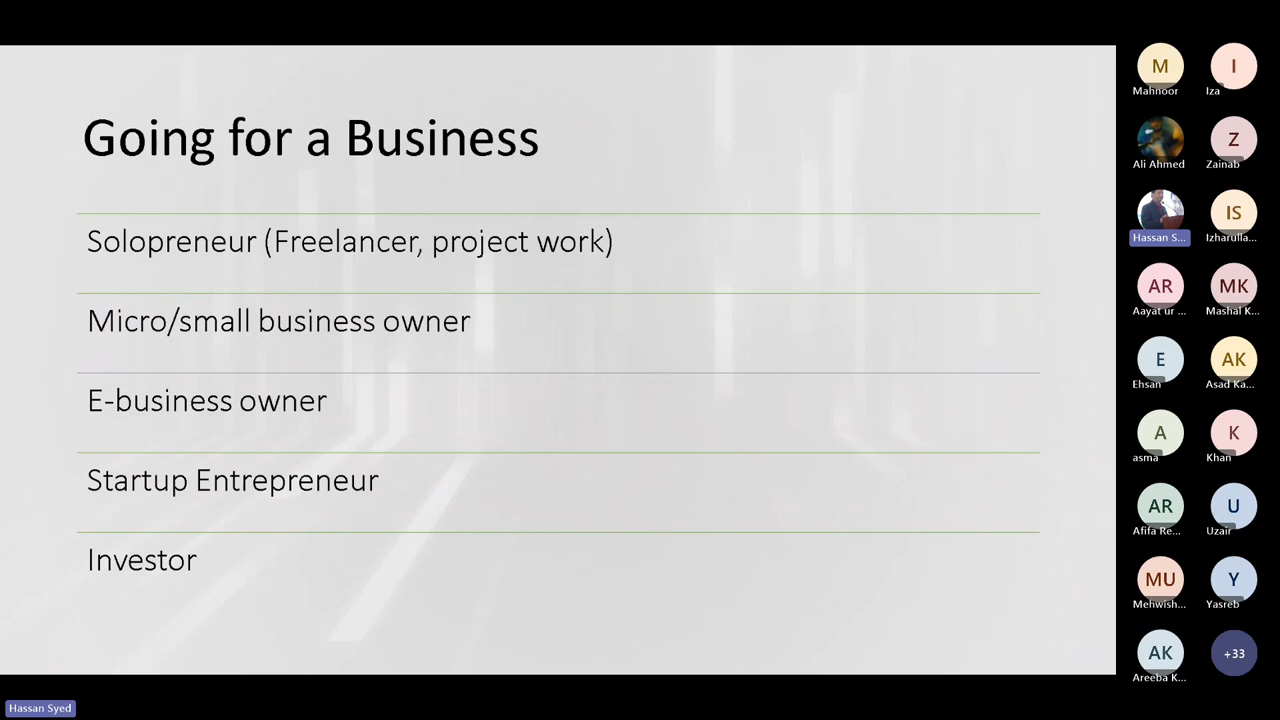 Going for a Business
Solopreneur (Freelancer, project work)
Micro/small business owner
E-business owner
Startup Entrepreneur
Investor
M
Mahnoor
I
Iza
Ali Ahmed
Z
Zainab
Hassan S...
IS
Izharulla...
AR
Aayat ur ...
MK
Mashal K...
E
Ehsan
AK
Asad Ka...
A
asma
K
Khan
AR
Afifa Re...
U
Uzair
MU
Mehwish...
Y
Yasreb
AK
Areeba K...
+33
Hassan Syed